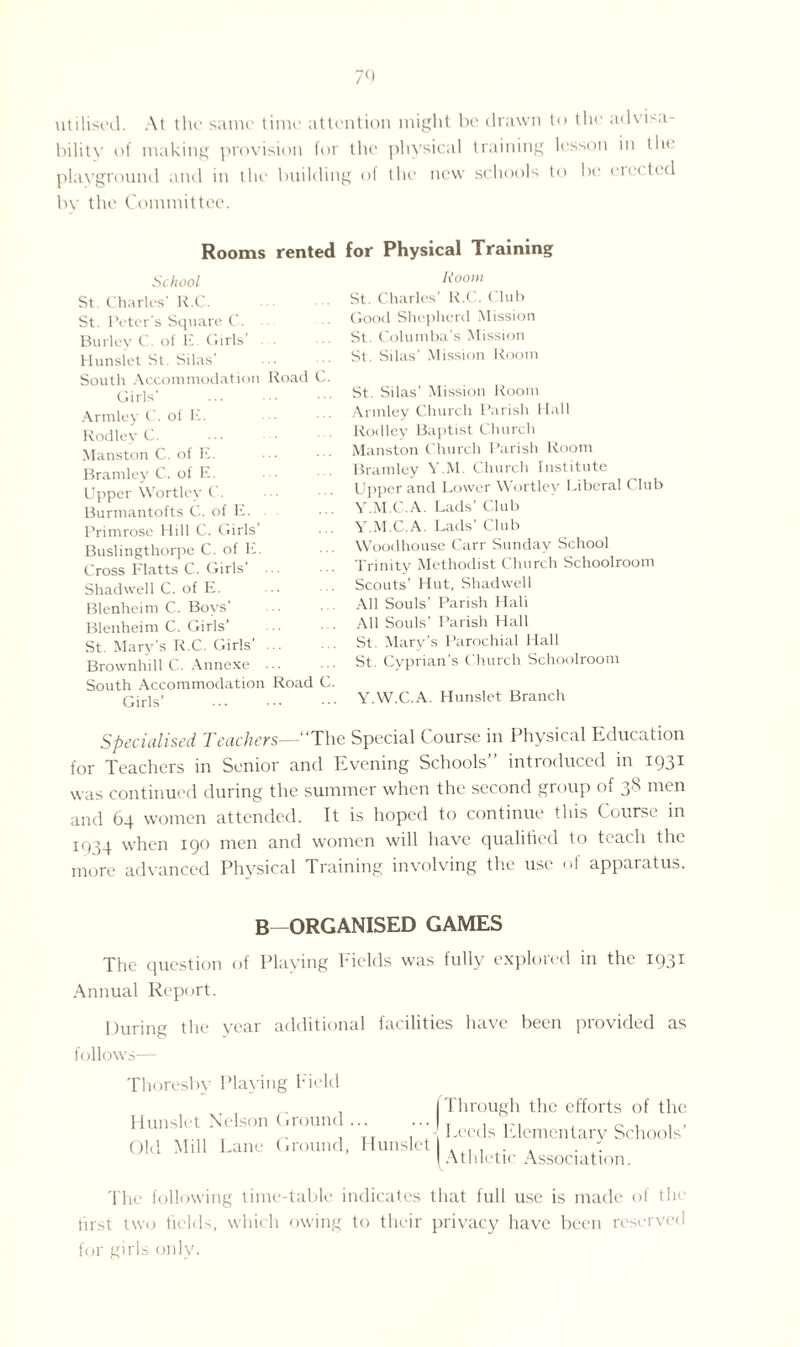 79
utilised. At the same time attention might be drawn to the advisa-
bility of making provision for the physical training lesson in the
playground and in the building of the new schools to be erected
by the Committee.
Rooms rented for Physical Training
School Room
St. Charles' R.C. ... St. Charles' R.C. Club
St. Peter's Square C. ... Good Shepherd Mission
Burley C. of E. Girls' ... St. Columba's Mission
Hunslet St. Silas' ... ... St. Silas' Mission Room
South Accommodation Road C.
Girls' ... ... ... St. Silas' Mission Room
Armley C. of E. ... ... Armley Church Parish Hall
Rodley C. ... ... ... Rodley Baptist Church
Manston C. of E. ... ... Manston Church Parish Room
Bramley C. of E. ... ... Bramley Y.M. Church Institute
Upper Wortley C. ... ... Upper and Lower Wortley Liberal Club
Burmantofts C. of E. ... Y.M.C.A. Lads' Club
Primrose Hill C. Girls' ... Y.M.C.A. Lads' Club
Buslingthorpe C. of E. ... Woodhouse Carr Sunday School
Cross Flatts C. Girls' ... ... Trinity Methodist Church Schoolroom
Shadwell C. of E. ... ... Scouts' Hut, Shadwell
Blenheim C. Boys' ... ... All Souls' Parish Hall
Blenheim C. Girls' ... ... All Souls' Parish Hall
St. Mary's R.C. Girls' ... ... St. Mary's Parochial Hall
Brownhill C. Annexe ... ... St. Cyprian's Church Schoolroom
South Accommodation Road C.
Girls' ... ... ... Y.W.C.A. Hunslet Branch
Specialised Teachers—"The Special Course in Physical Education
for Teachers in Senior and Evening Schools" introduced in 1931
was continued during the summer when the second group of 38 men
and 64 women attended. It is hoped to continue this Course in
1934 when 190 men and women will have qualified to teach the
more advanced Physical Training involving the use of apparatus.
B—ORGANISED GAMES
The question of Playing Fields was fully explored in the 1931
Annual Report.
During the year additional facilities have been provided as
follows—
Thoresby Playing Field
Hunslet Nelson Ground ... ...
Old Mill Lane Ground, Hunslet
Through the efforts of the
Leeds Elementary Schools'
Athletic Association.
The following time-table indicates that full use is made of the
first two fields, which owing to their privacy have been reserved
for girls only.